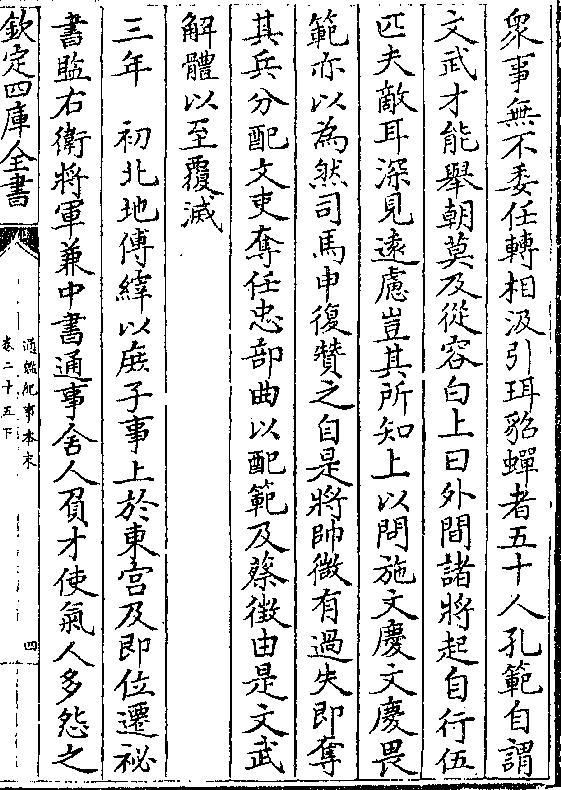 衆事無不委任轉相汲引珥貂蟬者五十人孔範自謂
文武才能舉朝莫及從容白上曰外間諸將起自行伍
匹夫敵耳深見逺慮豈其所知上以問施文慶文慶畏
範亦以為然司馬申復贊之自是將帥微有過失即奪
其兵分配文吏奪任忠部曲以配範及蔡徴由是文武
解體以至覆滅
三年　初北地傅縡以庶子事上於東宫及即位遷祕
書監右衛將軍兼中書通事舍人負才使氣人多怨之
欽定四庫全書
通鑑紀事本末
卷二十五下
四